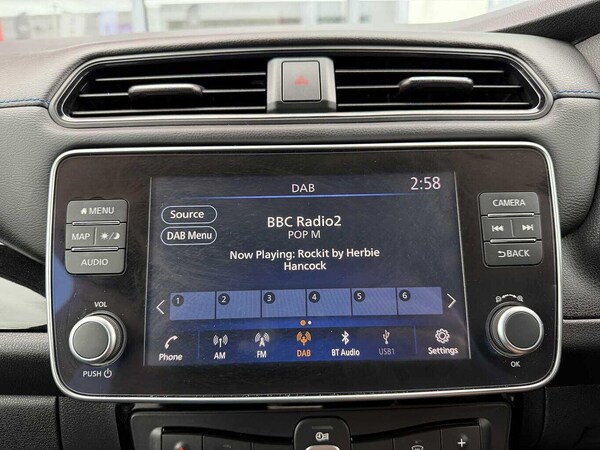 DAB
2:58
MENU
MAP
AUDIO
Source
DAB Menu
BBC Radio2
POP M
Now Playing: Rockit by Herbie
Hancock
CAMERA
BACK
1 2 3 4 5 6
VOL
PUSH
OK
Phone
AM
FM
DAB
BT Audio
USB1
Settings
+